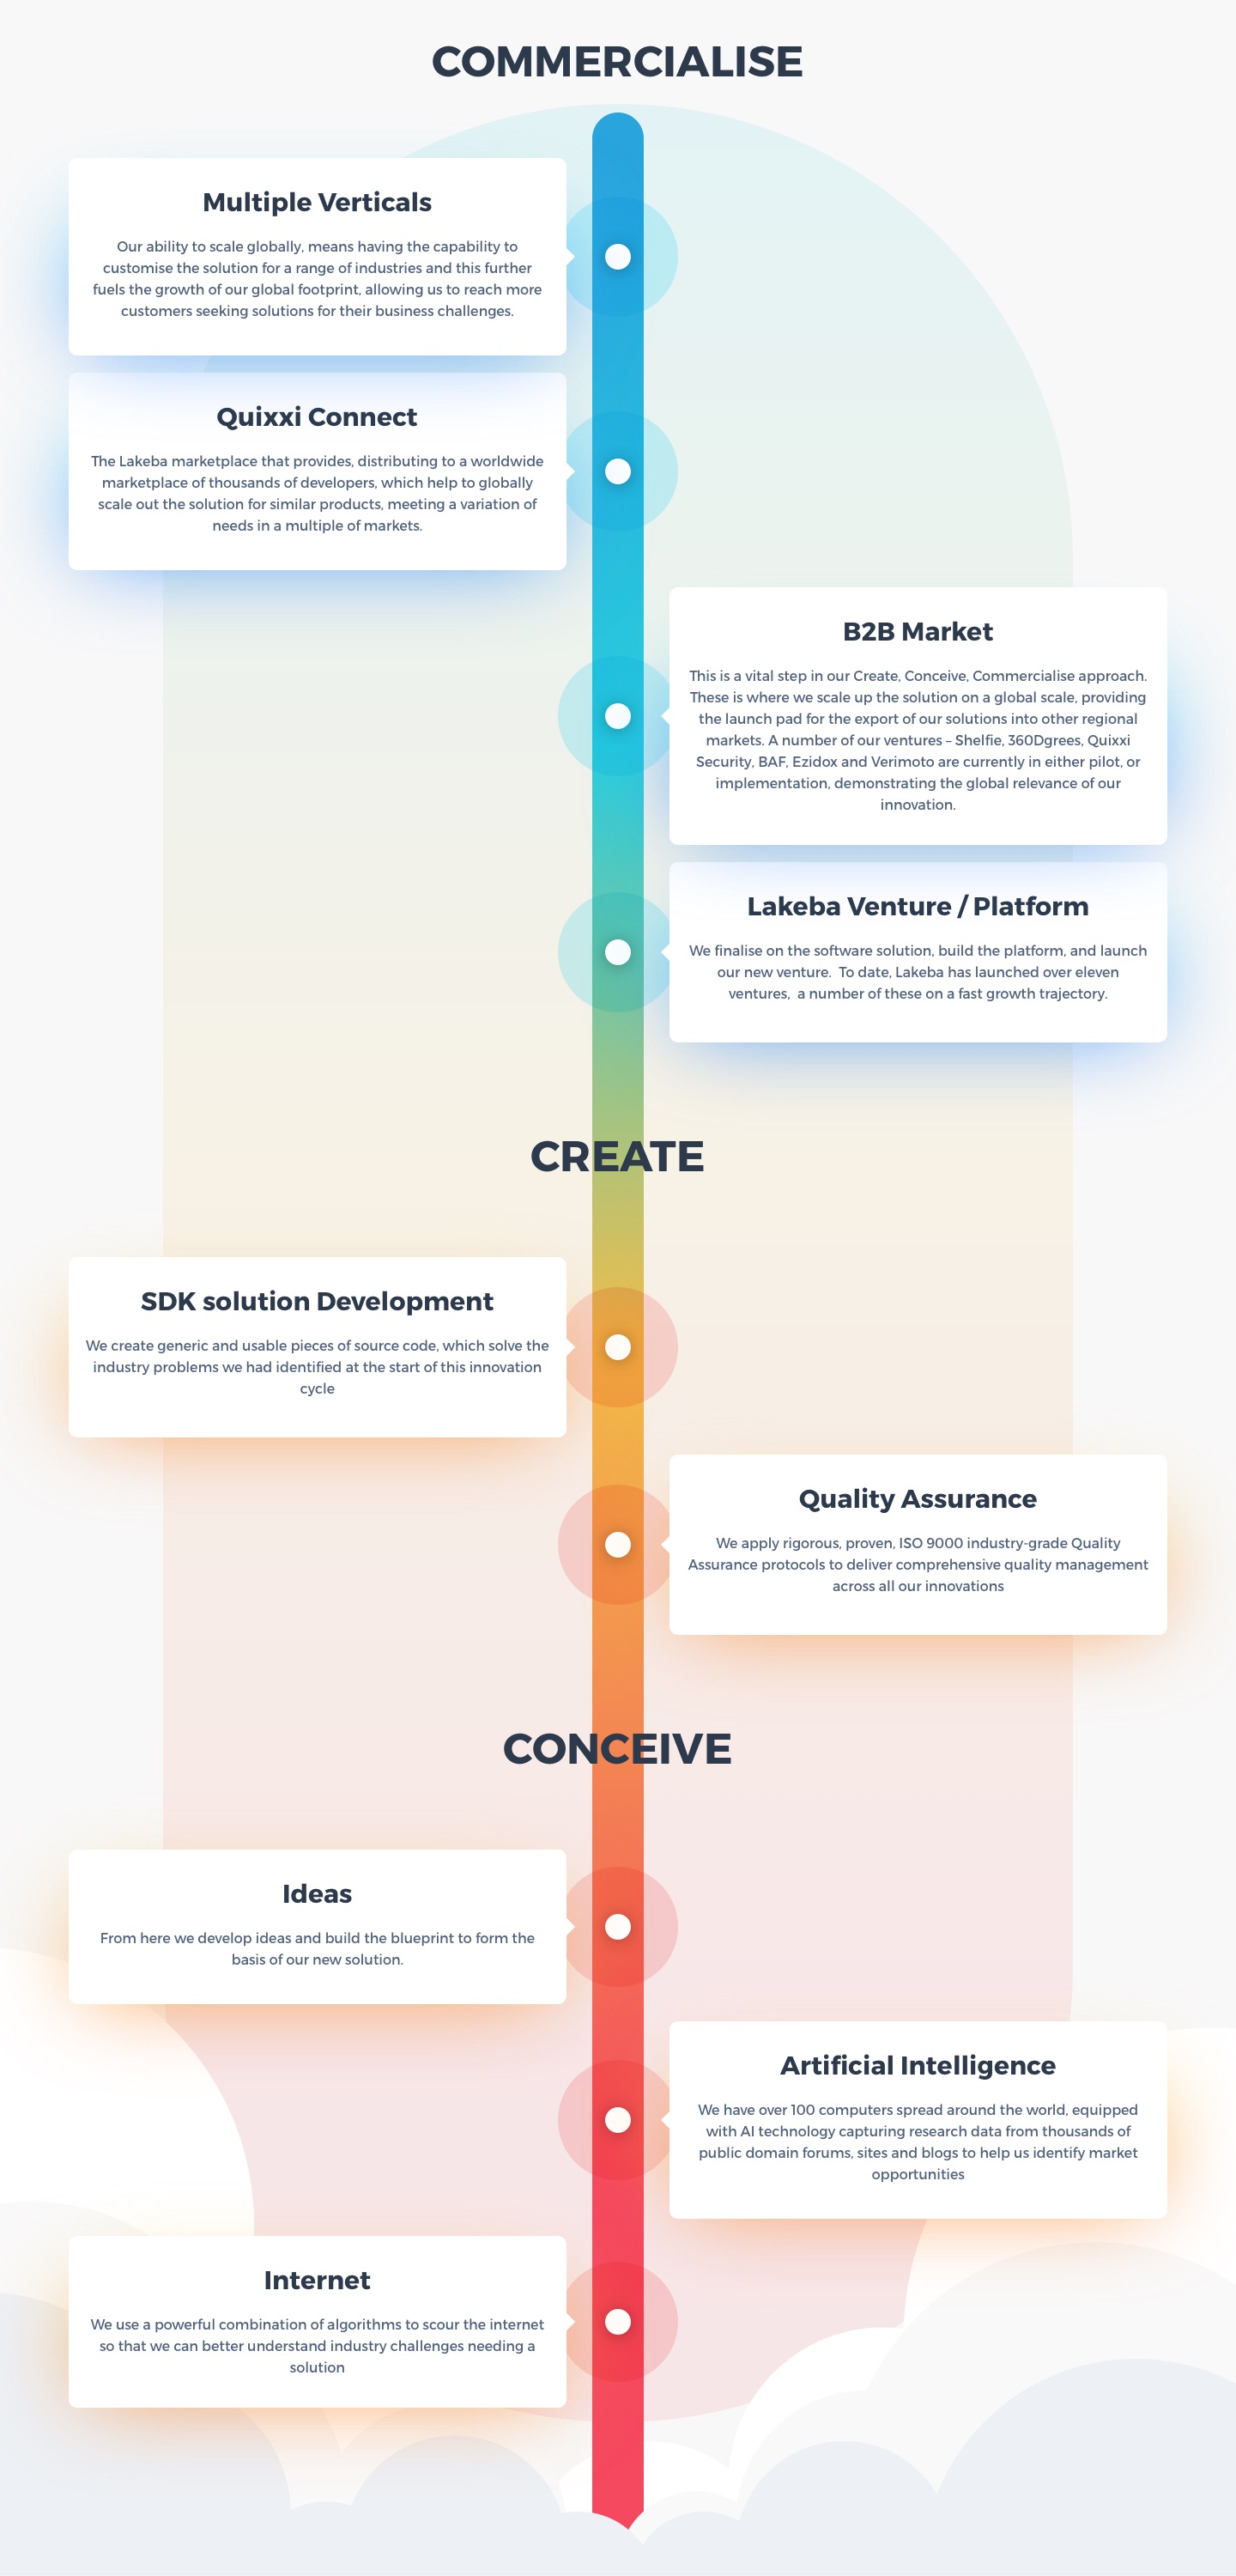 COMMERCIALISE
Multiple Verticals
Our ability to scale globally, means having the capability to
customise the solution for a range of industries and this further
fuels the growth of our global footprint, allowing us to reach more
customers seeking solutions for their business challenges.
Quixxi Connect
The Lakeba marketplace that provides, distributing to a worldwide
marketplace of thousands of developers, which help to globally
scale out the solution for similar products, meeting a variation of
needs in a multiple of markets.
B2B Market
This is a vital step in our Create, Conceive, Commercialise approach.
These is where we scale up the solution on a global scale, providing
the launch pad for the export of our solutions into other regional
markets. A number of our ventures – Shelfie, 360Dgrees, Quixxi
Security, BAF, Ezidox and Verimoto are currently in either pilot, or
implementation, demonstrating the global relevance of our
innovation.
Lakeba Venture / Platform
We finalise on the software solution, build the platform, and launch
our new venture.  To date, Lakeba has launched over eleven
ventures,  a number of these on a fast growth trajectory.
CREATE
SDK solution Development
We create generic and usable pieces of source code, which solve the
industry problems we had identified at the start of this innovation
cycle
Quality Assurance
We apply rigorous, proven, ISO 9000 industry-grade Quality
Assurance protocols to deliver comprehensive quality management
across all our innovations
CONCEIVE
Ideas
From here we develop ideas and build the blueprint to form the
basis of our new solution.
Artificial Intelligence
We have over 100 computers spread around the world, equipped
with AI technology capturing research data from thousands of
public domain forums, sites and blogs to help us identify market
opportunities
Internet
We use a powerful combination of algorithms to scour the internet
so that we can better understand industry challenges needing a
solution